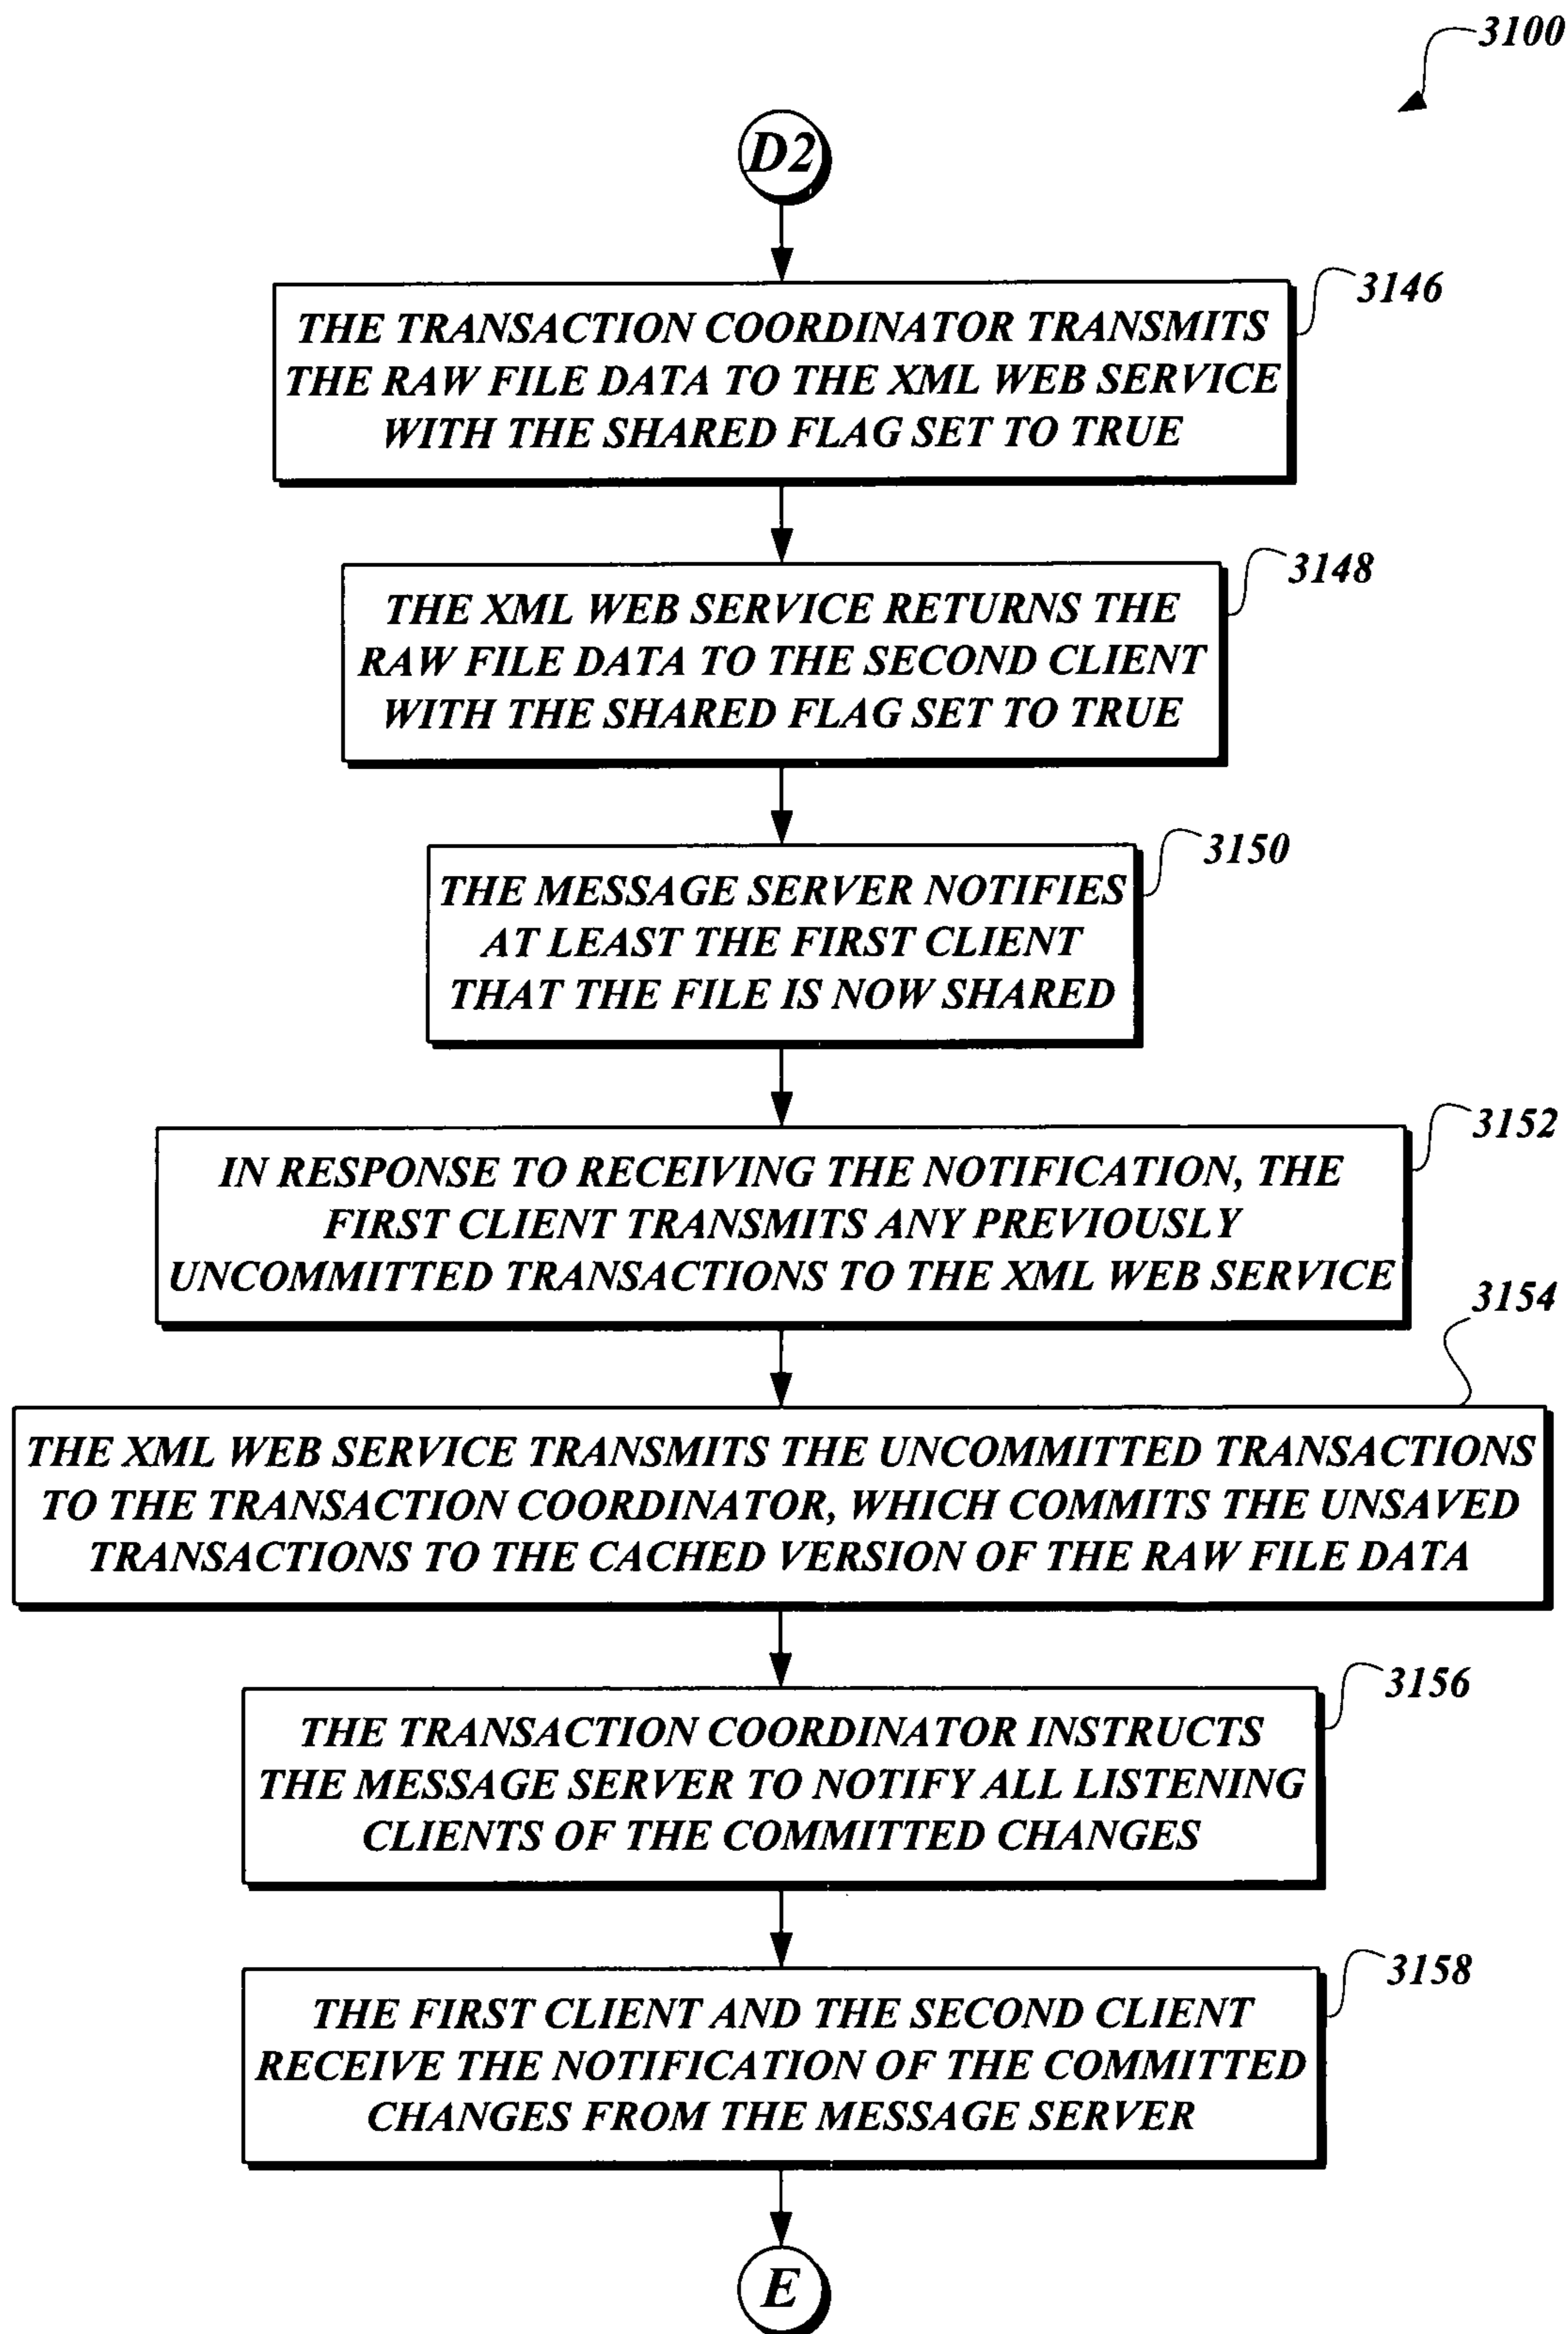 3100
D2
3146
THE TRANSACTION COORDINATOR TRANSMITS
THE RAW FILE DATA TO THE XML WEB SERVICE
WITH THE SHARED FLAG SET TO TRUE
3148
THE XML WEB SERVICE RETURNS THE
RAW FILE DATA TO THE SECOND CLIENT
WITH THE SHARED FLAG SET TO TRUE
3150
THE MESSAGE SERVER NOTIFIES
AT LEAST THE FIRST CLIENT
THAT THE FILE IS NOW SHARED
3152
IN RESPONSE TO RECEIVING THE NOTIFICATION, THE
FIRST CLIENT TRANSMITS ANY PREVIOUSLY
UNCOMMITTED TRANSACTIONS TO THE XML WEB SERVICE
3154
THE XML WEB SERVICE TRANSMITS THE UNCOMMITTED TRANSACTIONS
TO THE TRANSACTION COORDINATOR, WHICH COMMITS THE UNSAVED
TRANSACTIONS TO THE CACHED VERSION OF THE RAW FILE DATA
3156
THE TRANSACTION COORDINATOR INSTRUCTS
THE MESSAGE SERVER TO NOTIFY ALL LISTENING
CLIENTS OF THE COMMITTED CHANGES
3158
THE FIRST CLIENT AND THE SECOND CLIENT
RECEIVE THE NOTIFICATION OF THE COMMITTED
CHANGES FROM THE MESSAGE SERVER
E